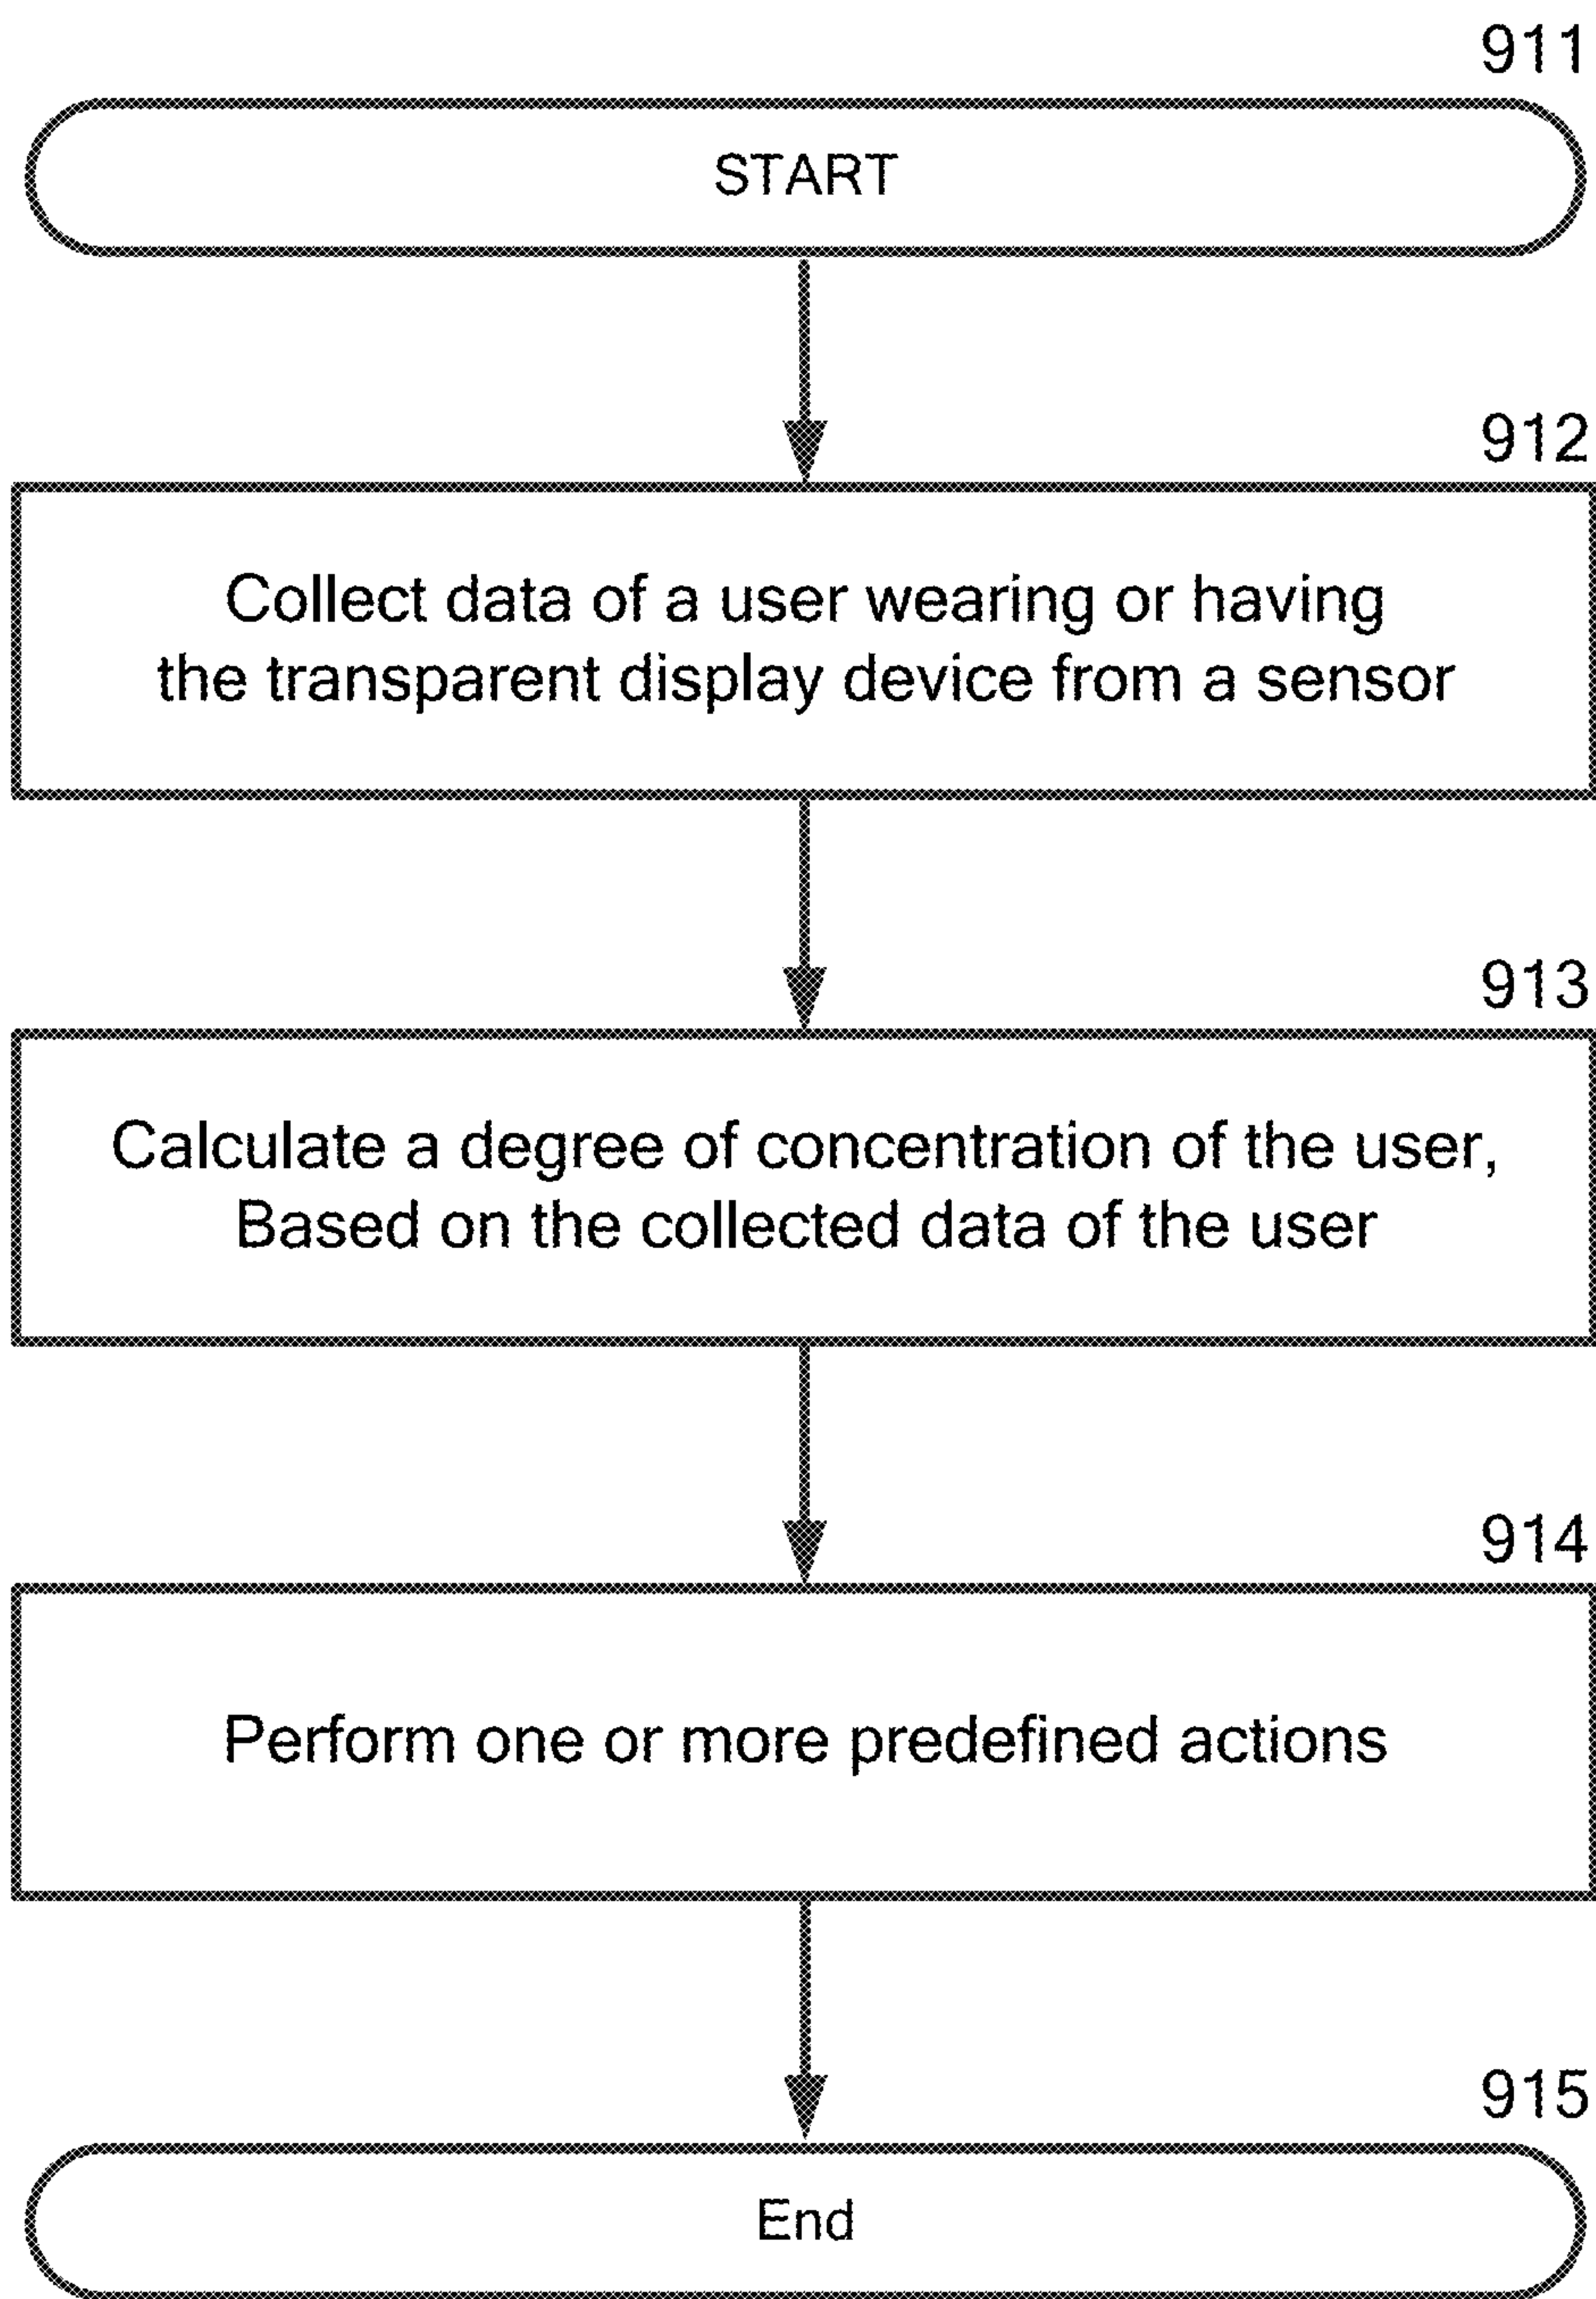 911
START
912
Collect data of a user wearing or having
the transparent display device from a sensor
913
Calculate a degree of concentration of the user,
Based on the collected data of the user
914
Perform one or more predefined actions
915
End